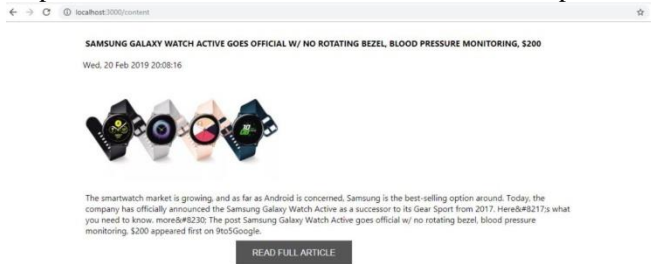 localhost:3000/content
SAMSUNG GALAXY WATCH ACTIVE GOES OFFICIAL W/ NO ROTATING BEZEL, BLOOD PRESSURE MONITORING, $200
Wed, 20 Feb 2019 20:08:16
The smartwatch market is growing, and as far as Android is concerned, Samsung is the best-selling option around. Today, the
company has officially announced the Samsung Galaxy Watch Active as a successor to its Gear Sport from 2017. Here&#8217;s what
you need to know. more&#8230; The post Samsung Galaxy Watch Active goes official w/ no rotating bezel, blood pressure
monitoring, $200 appeared first on 9to5Google.
READ FULL ARTICLE